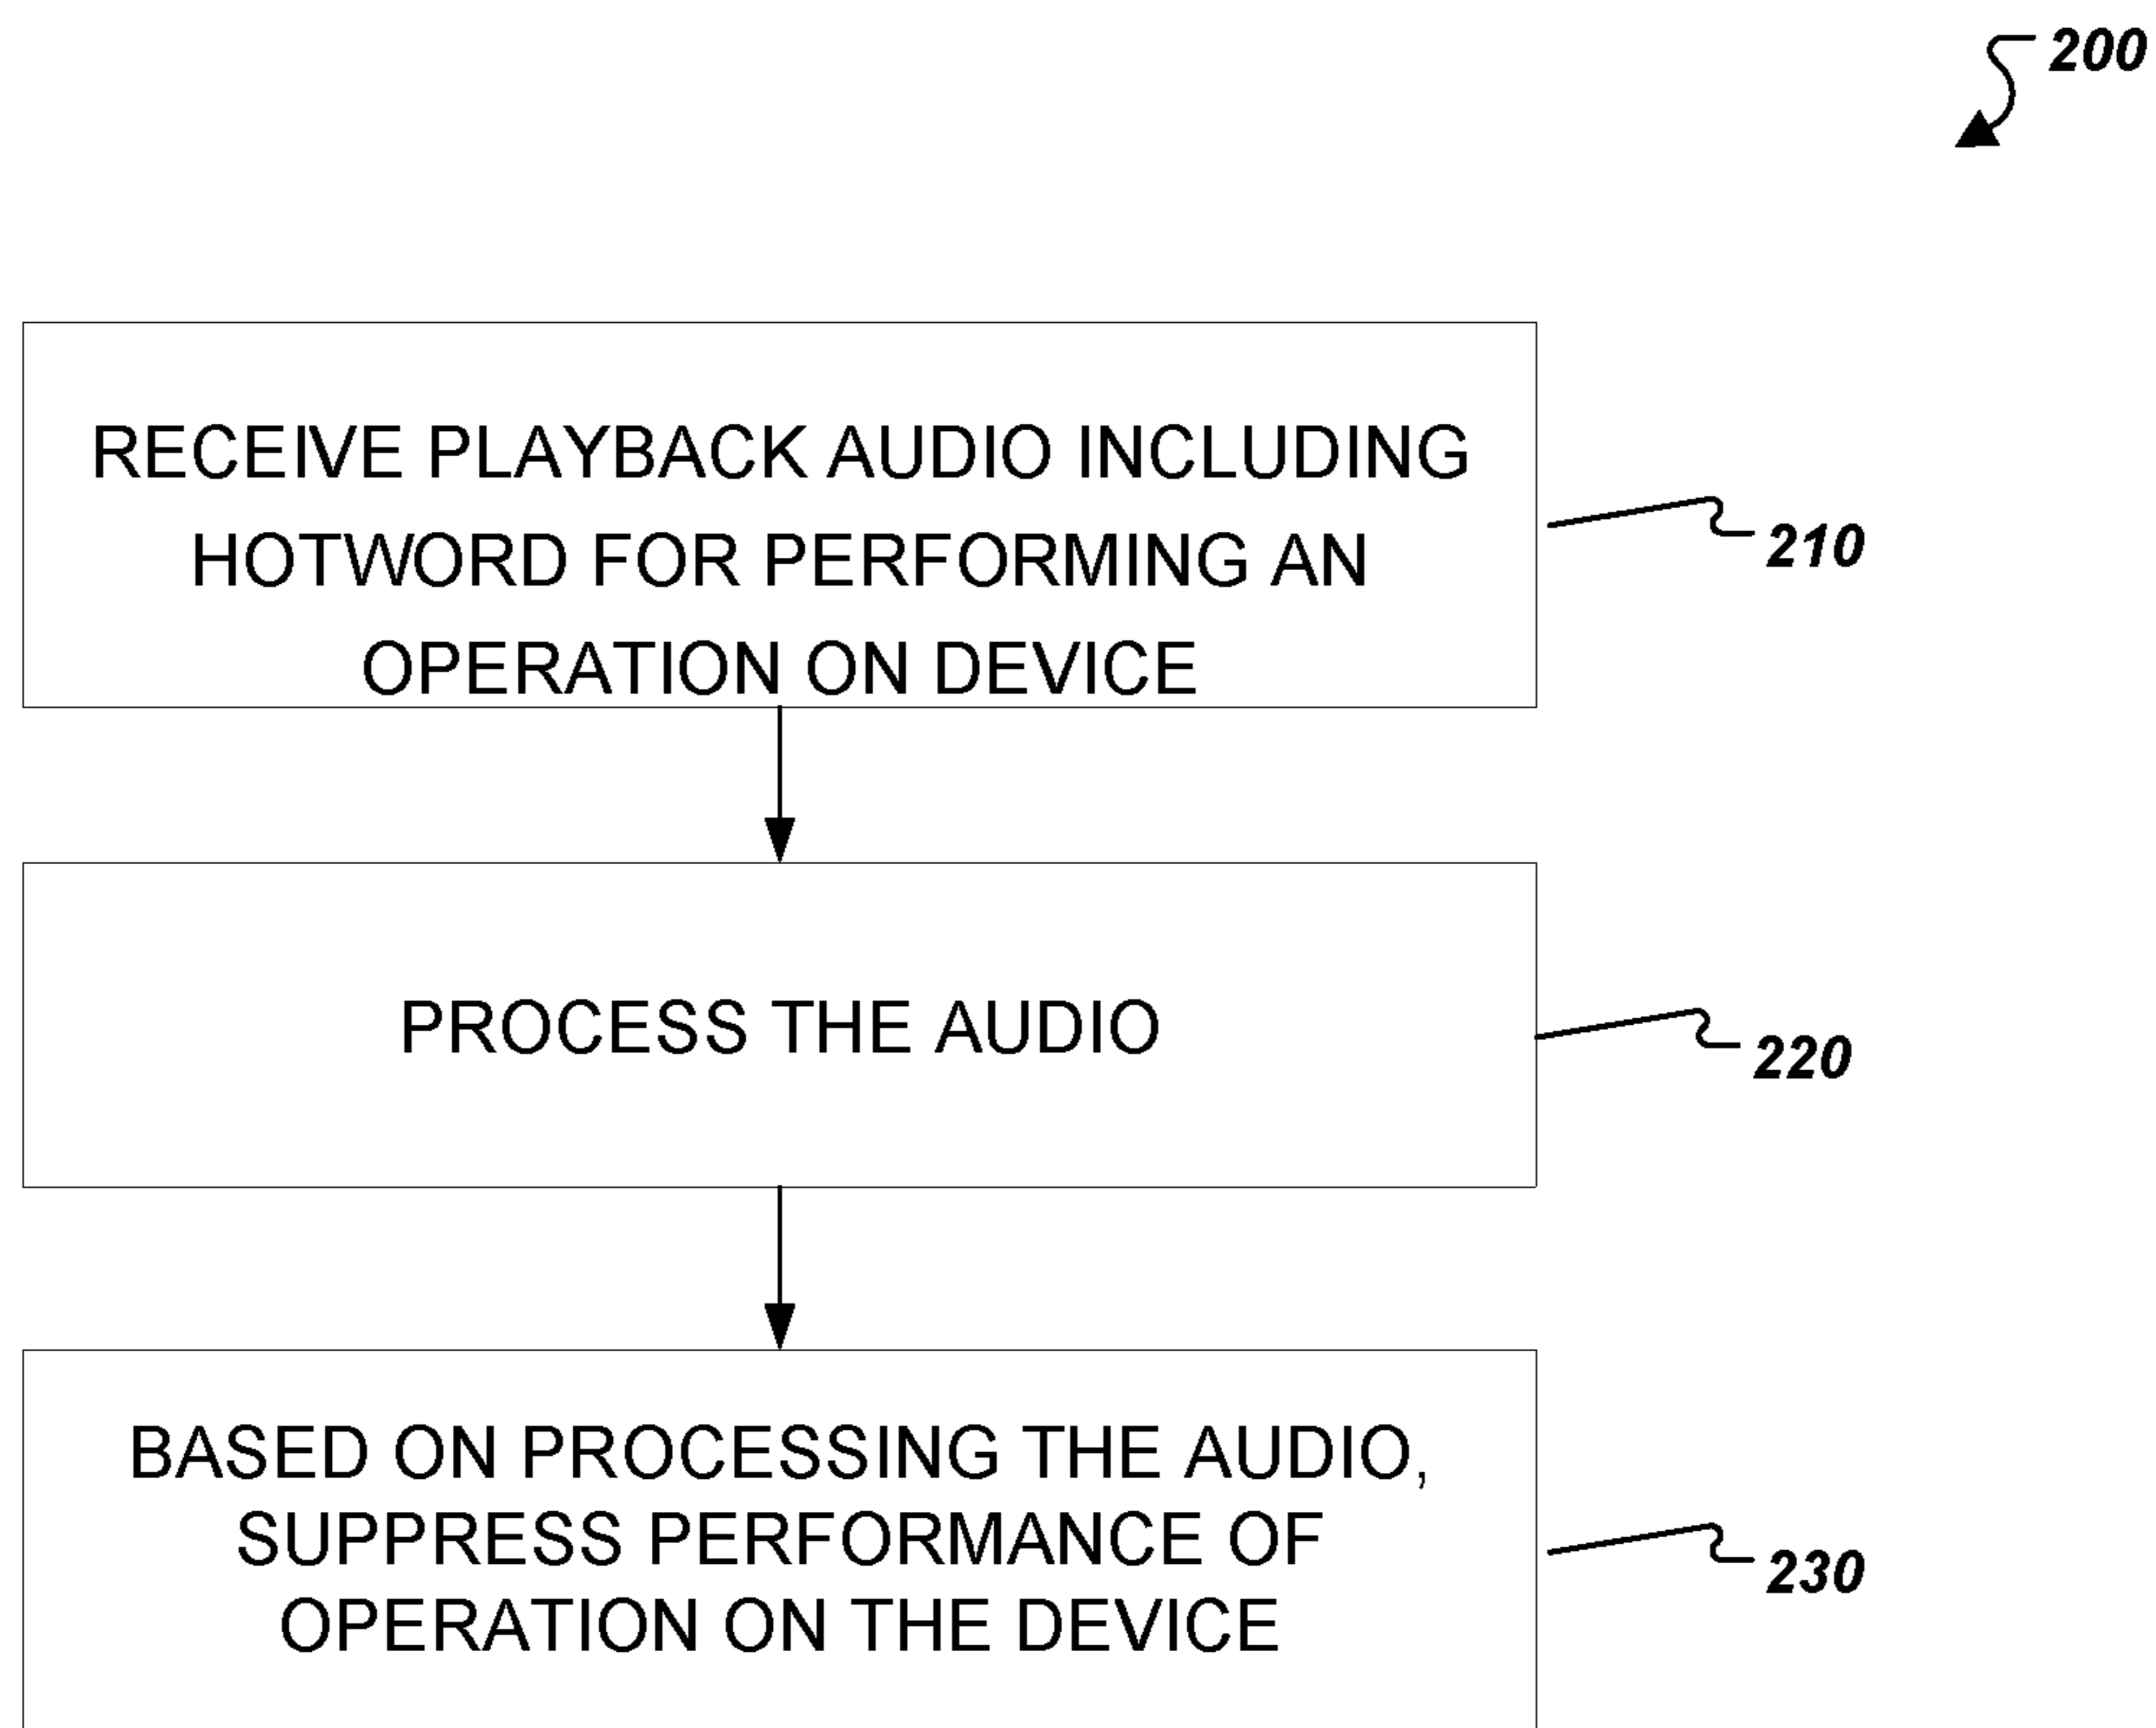 200
RECEIVE PLAYBACK AUDIO INCLUDING
HOTWORD FOR PERFORMING AN
OPERATION ON DEVICE
210
PROCESS THE AUDIO
220
BASED ON PROCESSING THE AUDIO,
SUPPRESS PERFORMANCE OF
OPERATION ON THE DEVICE
230